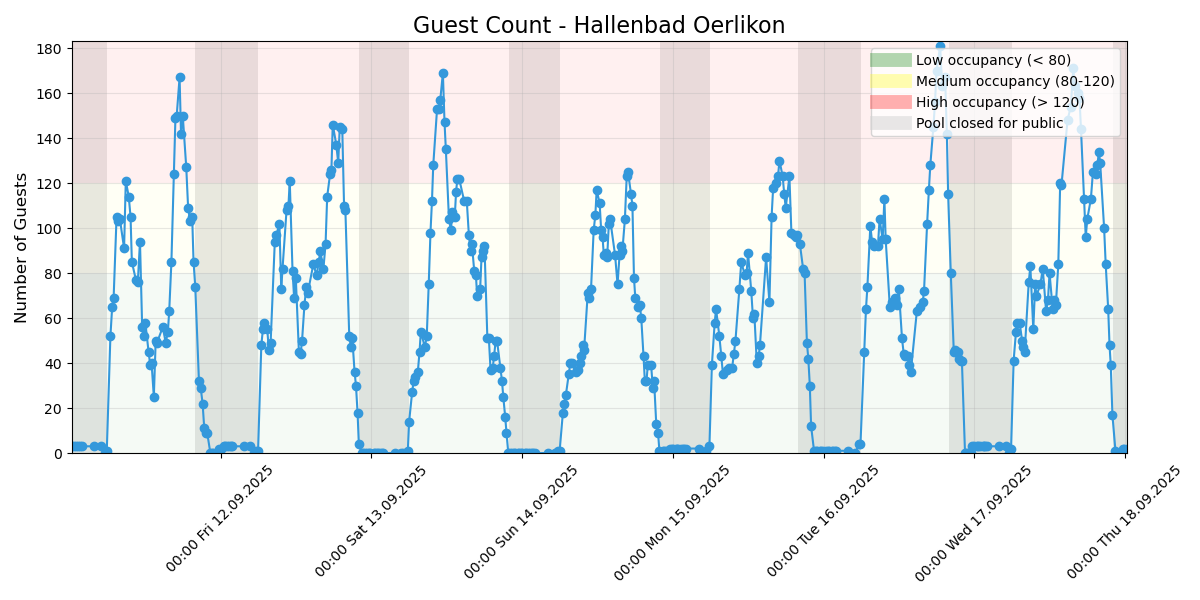 Guest Count - Hallenbad Oerlikon
Number of Guests
180
160
140
120
100
80
60
40
20
0
Low occupancy (< 80)
Medium occupancy (80-120)
High occupancy (> 120)
Pool closed for public
00:00 Fri 12.09.2025
00:00 Sat 13.09.2025
00:00 Sun 14.09.2025
00:00 Mon 15.09.2025
00:00 Tue 16.09.2025
00:00 Wed 17.09.2025
00:00 Thu 18.09.2025